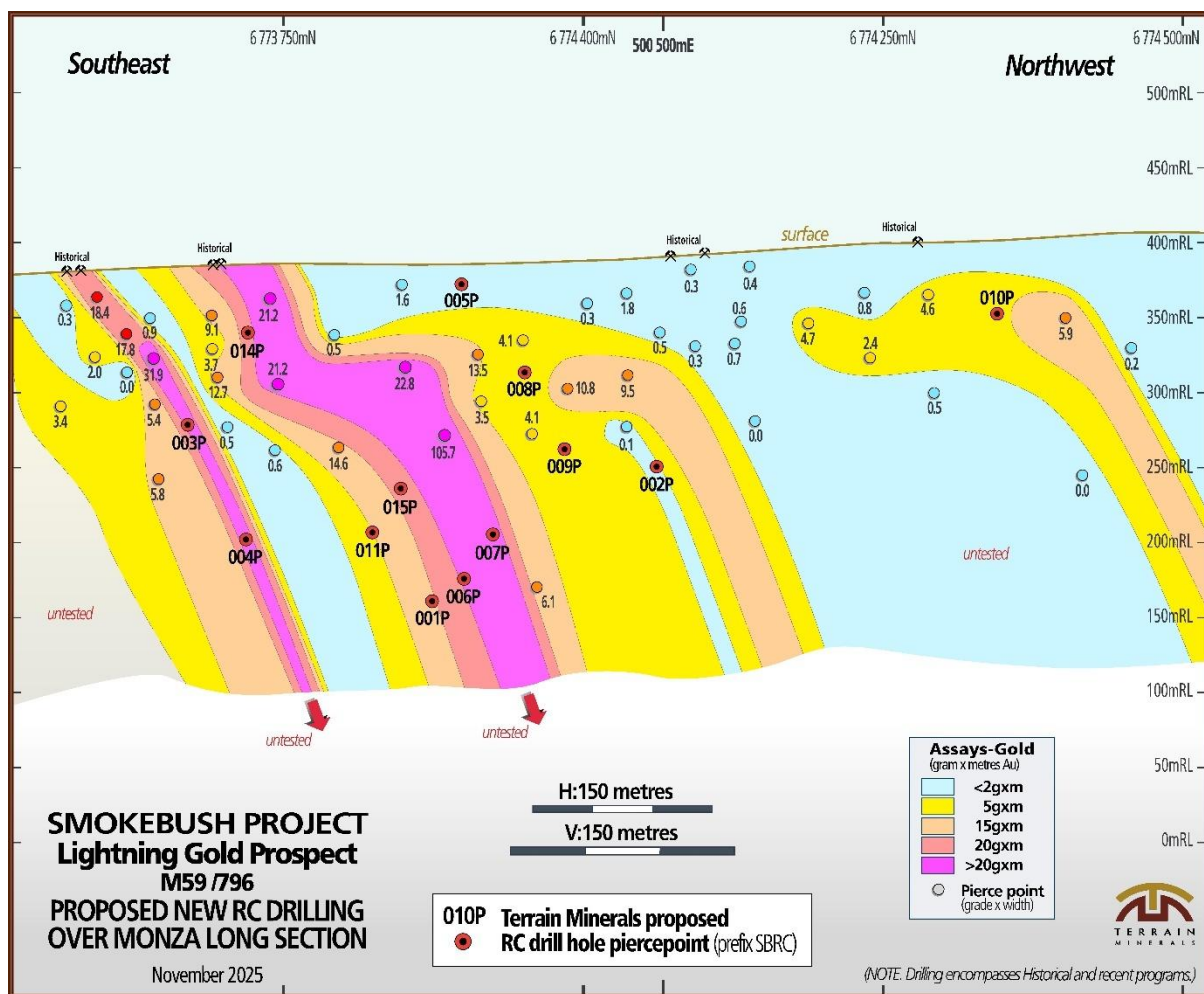 6 773 750mN
6 774 400mN
500 500mE
6 774 250mN
6 774 500mN
Southeast
Northwest
500mRL
450mRL
400mRL
350mRL
300mRL
250mRL
200mRL
150mRL
100mRL
50mRL
0mRL
surface
Historical
Historical
Historical
Historical
0.3
18.4
17.8
0.9
2.0
0.0
31.9
3.4
5.4
003P
5.8
004P
9.1
3.7
12.7
014P
21.2
21.2
0.5
0.6
14.6
0.5
1.6
005P
22.8
105.7
015P
011P
007P
006P
001P
6.1
13.5
3.5
4.1
008P
4.1
10.8
9.5
009P
0.1
002P
0.3
1.8
0.5
0.3
0.3
0.4
0.6
0.7
0.0
4.7
0.8
2.4
4.6
0.5
010P
5.9
0.2
0.0
untested
untested
untested
untested
H:150 metres
V:150 metres
Assays-Gold
(gram x metres Au)
<2gxm
5gxm
15gxm
20gxm
>20gxm
Pierce point
(grade x width)
SMOKEBUSH PROJECT
Lightning Gold Prospect
M59 /796
PROPOSED NEW RC DRILLING
OVER MONZA LONG SECTION
November 2025
010P Terrain Minerals proposed
RC drill hole piercepoint (prefix SBRC)
TERRAIN
MINERALS
(NOTE. Drilling encompasses Historical and recent programs.)